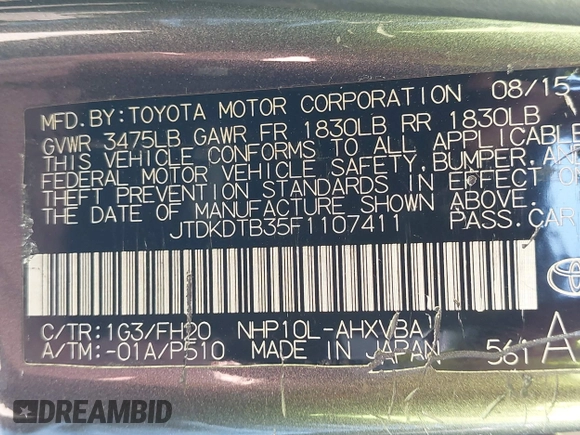 MFD. BY: TOYOTA MOTOR CORPORATION 08/15
GVWR 3475LB GAWR FR 1830LB RR 1830LB
THIS VEHICLE CONFORMS TO ALL APPLICABLE
FEDERAL MOTOR VEHICLE SAFETY, BUMPER, AND
THEFT PREVENTION STANDARDS IN EFFECT ON
THE DATE OF MANUFACTURE SHOWN ABOVE.
JTDKDTB35F1107411 PASS. CAR
C/TR: 1G3/FH20 NHP10L-AHXVBA
A/TM: -01A/P510 MADE IN JAPAN 561 A
DREAMBID